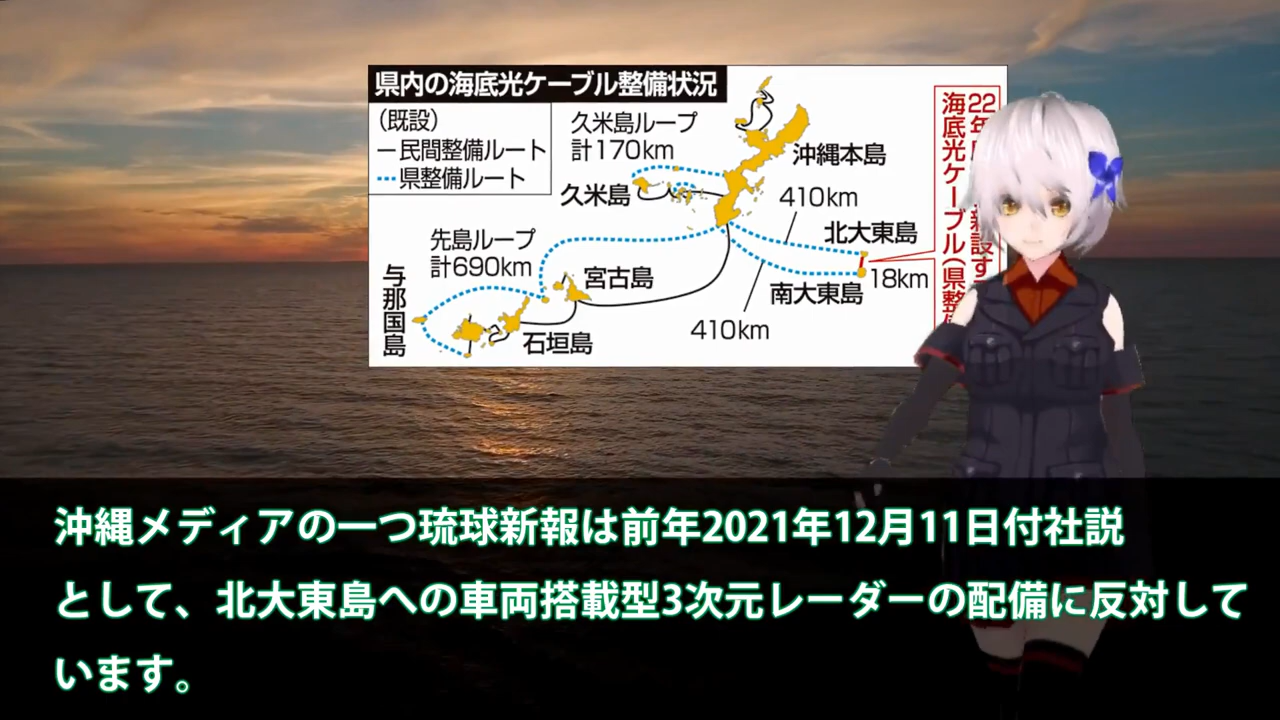 県内の海底光ケーブル整備状況
(既設)
民間整備ルート
県整備ルート
久米島ループ
計170km
久米島
沖縄本島
410km
北大東島
18km
南大東島
410km
先島ループ
計690km
与那国島
宮古島
石垣島
22年
海底光ケーブル(県整
沖縄メディアの一つ琉球新報は前年2021年12月11日付社説
として、北大東島への車両搭載型3次元レーダーの配備に反対して
います。